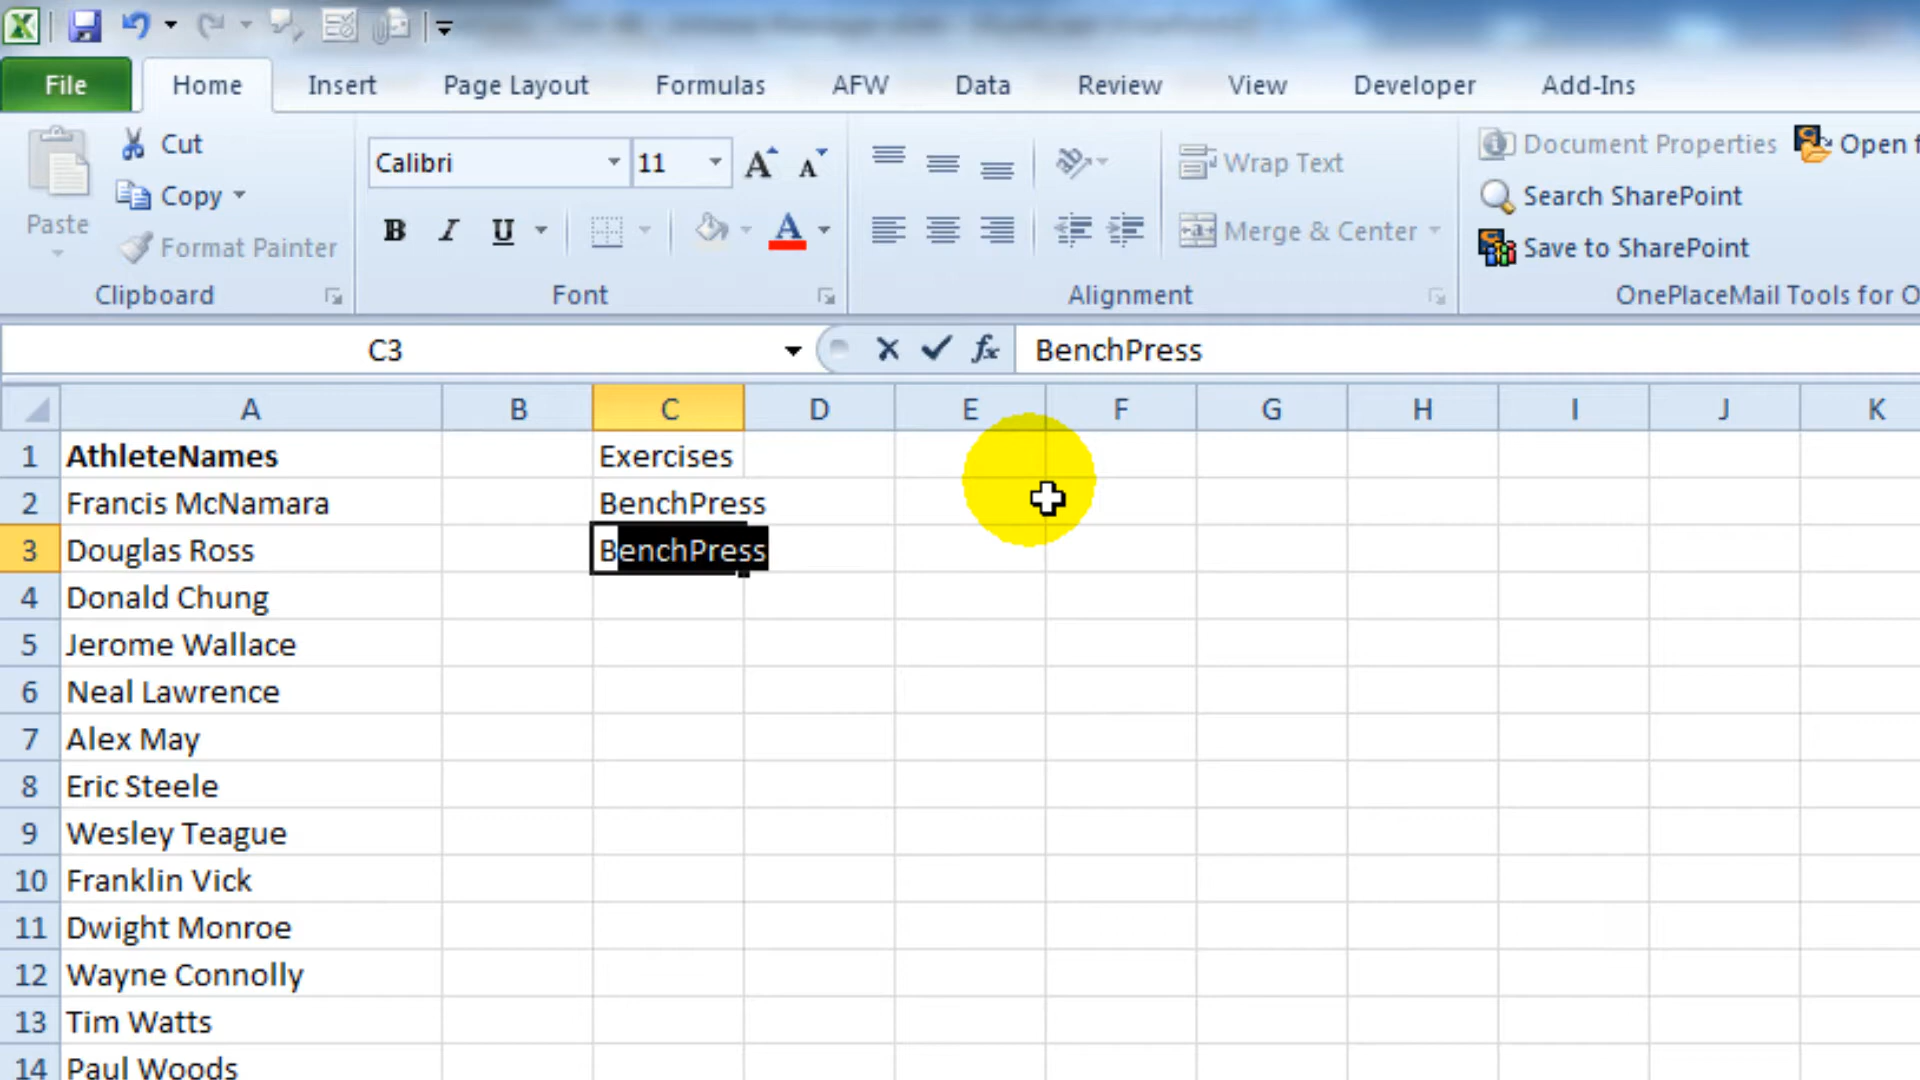 File Home Insert Page Layout Formulas AFW Data Review View Developer Add-Ins
Paste
Cut
Copy
Format Painter
Clipboard
Calibri 11 A A
B I U A
Font
Wrap Text
Merge & Center
Alignment
Document Properties Open
Search SharePoint
Save to SharePoint
OnePlaceMail Tools for O
C3 fx BenchPress
A B C D E F G H I J K
1 AthleteNames Exercises
2 Francis McNamara BenchPress
3 Douglas Ross BenchPress
4 Donald Chung
5 Jerome Wallace
6 Neal Lawrence
7 Alex May
8 Eric Steele
9 Wesley Teague
10 Franklin Vick
11 Dwight Monroe
12 Wayne Connolly
13 Tim Watts
14 Paul Woods